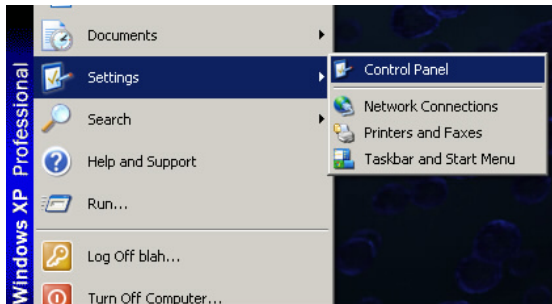 Documents
Settings
Search
Help and Support
Run...
Log Off blah...
Turn Off Computer...
Windows XP Professional
Control Panel
Network Connections
Printers and Faxes
Taskbar and Start Menu